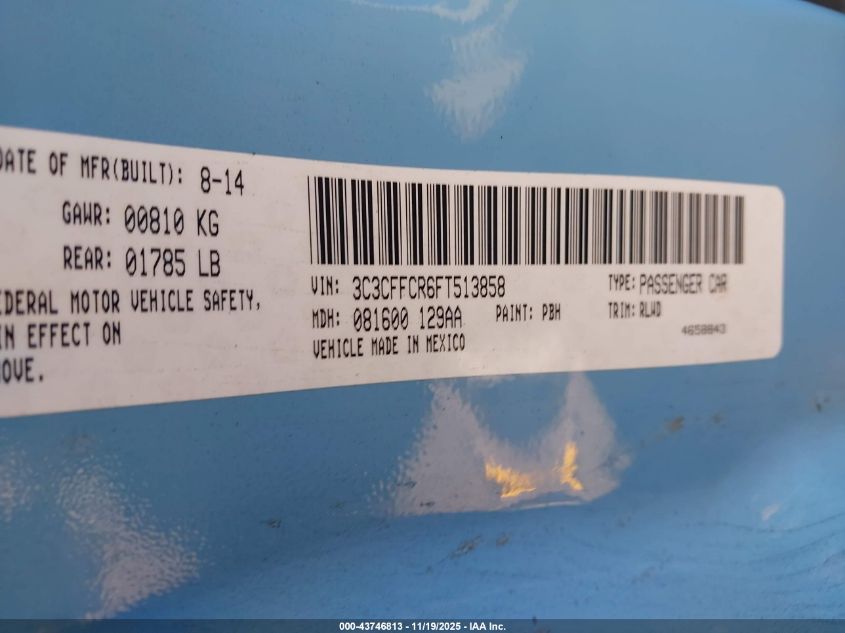 DATE OF MFR(BUILT): 8-14
GAWR: 00810 KG
REAR: 01785 LB
EDERAL MOTOR VEHICLE SAFETY,
IN EFFECT ON
OVE.
VIN: 3C3CFFCR6FT513858 TYPE: PASSENGER CAR
MDH: 081600 129AA PAINT: PBH TRIM: RLWD
VEHICLE MADE IN MEXICO
4658843
000-43746813 - 11/19/2025 - IAA Inc.